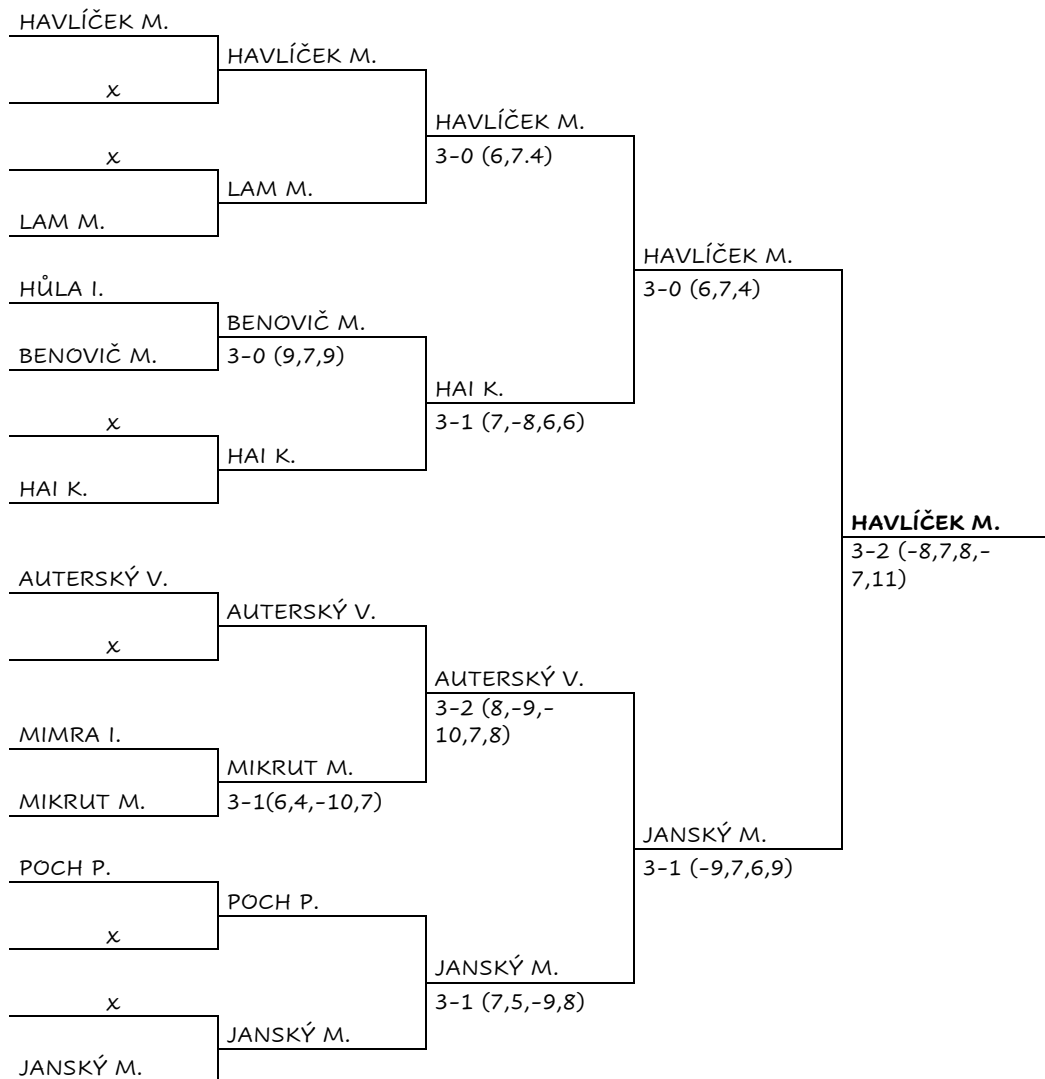 HAVLÍČEK M.
HAVLÍČEK M.
x
HAVLÍČEK M.
3-0 (6,7.4)
x
LAM M.
LAM M.
HAVLÍČEK M.
3-0 (6,7,4)
HŮLA I.
BENOVIČ M.
BENOVIČ M.
3-0 (9,7,9)
HAI K.
3-1 (7,-8,6,6)
x
HAI K.
HAI K.
HAVLÍČEK M.
3-2 (-8,7,8,-
7,11)
AUTERSKÝ V.
AUTERSKÝ V.
x
AUTERSKÝ V.
3-2 (8,-9,-
10,7,8)
MIMRA I.
MIKRUT M.
MIKRUT M.
3-1(6,4,-10,7)
JANSKÝ M.
3-1 (-9,7,6,9)
POCH P.
POCH P.
x
JANSKÝ M.
3-1 (7,5,-9,8)
x
JANSKÝ M.
JANSKÝ M.